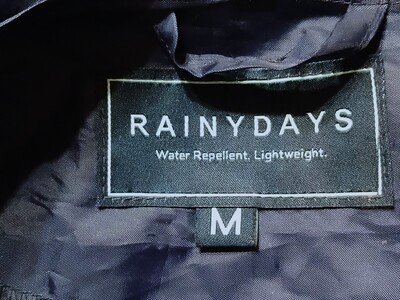 RAINYDAYS
Water Repellent. Lightweight.
M